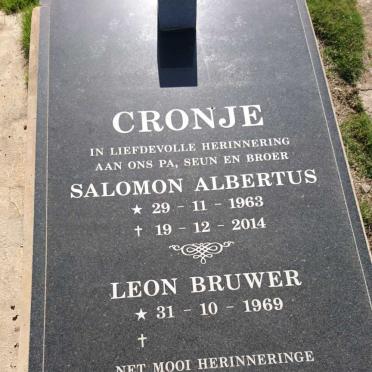 CRONJE
IN LIEFDEVOLLE HERINNERING
AAN ONS PA, SEUN EN BROER
SALOMON ALBERTUS
★ 29 - 11 - 1963
✝ 19 - 12 - 2014
LEON BRUWER
★ 31 - 10 - 1969
✝
NET MOOI HERINNERINGE